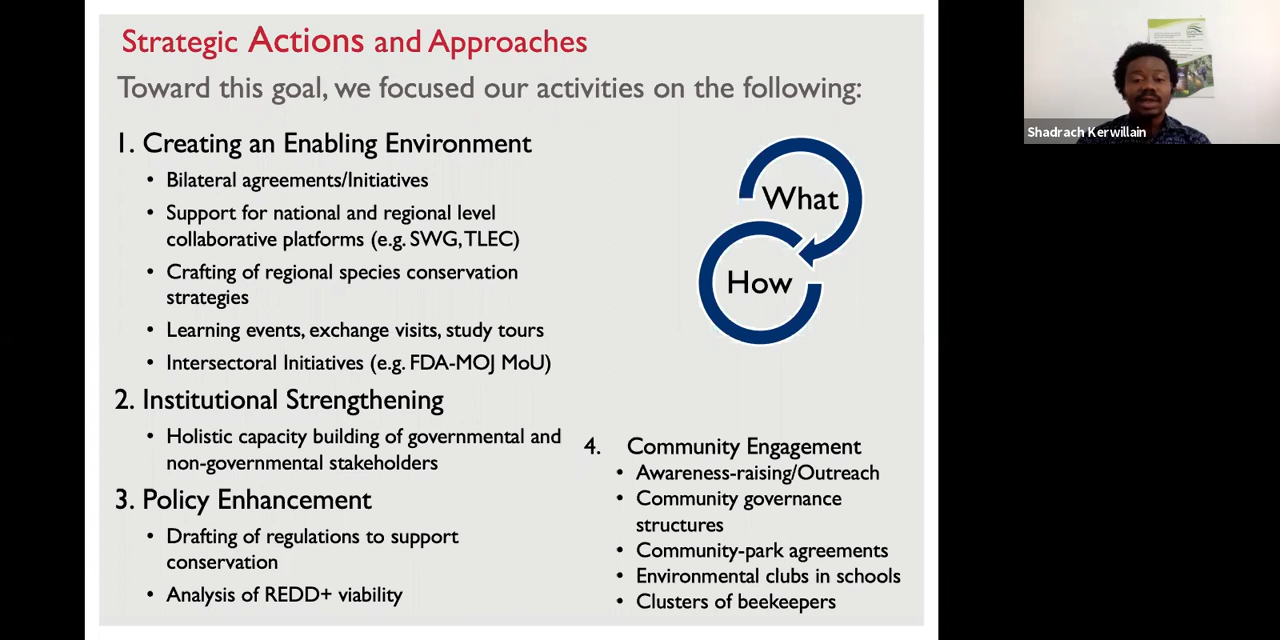 Strategic Actions and Approaches
Toward this goal, we focused our activities on the following:
1. Creating an Enabling Environment
• Bilateral agreements/Initiatives
• Support for national and regional level
collaborative platforms (e.g. SWG, TLEC)
• Crafting of regional species conservation
strategies
• Learning events, exchange visits, study tours
• Intersectoral Initiatives (e.g. FDA-MOJ MoU)
2. Institutional Strengthening
• Holistic capacity building of governmental and
non-governmental stakeholders
3. Policy Enhancement
• Drafting of regulations to support
conservation
• Analysis of REDD+ viability
What
How
4. Community Engagement
• Awareness-raising/Outreach
• Community governance
structures
• Community-park agreements
• Environmental clubs in schools
• Clusters of beekeepers
Shadrach Kerwillain